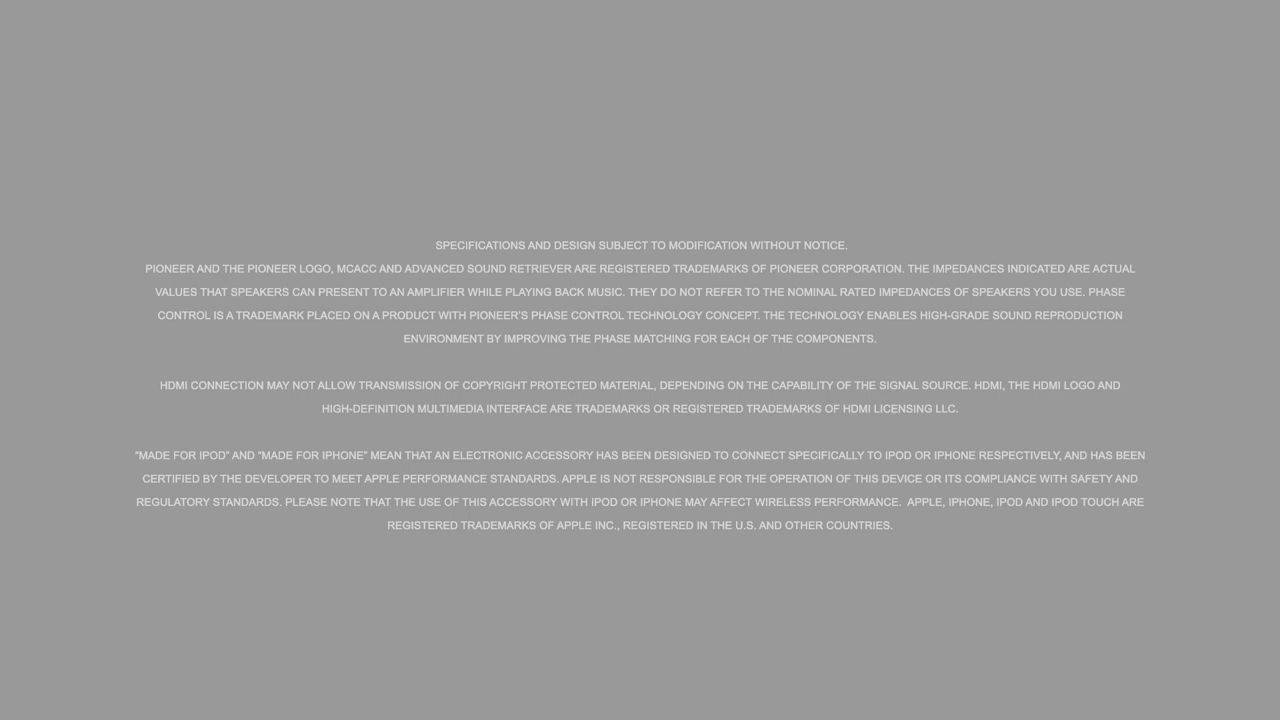 SPECIFICATIONS AND DESIGN SUBJECT TO MODIFICATION WITHOUT NOTICE.
PIONEER AND THE PIONEER LOGO, MCACC AND ADVANCED SOUND RETRIEVER ARE REGISTERED TRADEMARKS OF PIONEER CORPORATION. THE IMPEDANCES INDICATED ARE ACTUAL
VALUES THAT SPEAKERS CAN PRESENT TO AN AMPLIFIER WHILE PLAYING BACK MUSIC. THEY DO NOT REFER TO THE NOMINAL RATED IMPEDANCES OF SPEAKERS YOU USE. PHASE
CONTROL IS A TRADEMARK PLACED ON A PRODUCT WITH PIONEER'S PHASE CONTROL TECHNOLOGY CONCEPT. THE TECHNOLOGY ENABLES HIGH-GRADE SOUND REPRODUCTION
ENVIRONMENT BY IMPROVING THE PHASE MATCHING FOR EACH OF THE COMPONENTS.
HDMI CONNECTION MAY NOT ALLOW TRANSMISSION OF COPYRIGHT PROTECTED MATERIAL, DEPENDING ON THE CAPABILITY OF THE SIGNAL SOURCE. HDMI, THE HDMI LOGO AND
HIGH-DEFINITION MULTIMEDIA INTERFACE ARE TRADEMARKS OR REGISTERED TRADEMARKS OF HDMI LICENSING LLC.
"MADE FOR IPOD" AND "MADE FOR IPHONE" MEAN THAT AN ELECTRONIC ACCESSORY HAS BEEN DESIGNED TO CONNECT SPECIFICALLY TO IPOD OR IPHONE RESPECTIVELY, AND HAS BEEN
CERTIFIED BY THE DEVELOPER TO MEET APPLE PERFORMANCE STANDARDS. APPLE IS NOT RESPONSIBLE FOR THE OPERATION OF THIS DEVICE OR ITS COMPLIANCE WITH SAFETY AND
REGULATORY STANDARDS. PLEASE NOTE THAT THE USE OF THIS ACCESSORY WITH IPOD OR IPHONE MAY AFFECT WIRELESS PERFORMANCE.  APPLE, IPHONE, IPOD AND IPOD TOUCH ARE
REGISTERED TRADEMARKS OF APPLE INC., REGISTERED IN THE U.S. AND OTHER COUNTRIES.